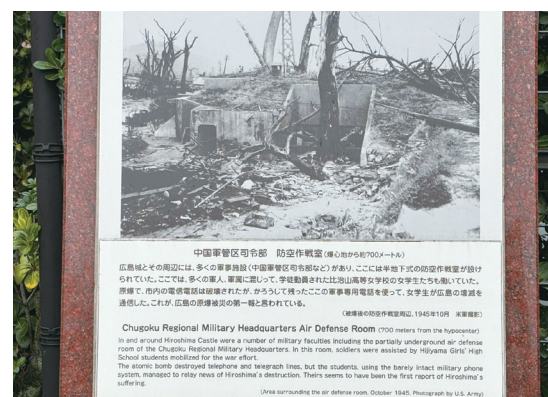 中国軍管区司令部　防空作戦室（爆心地から約700メートル）
広島城とその周辺には、多くの軍事施設（中国軍管区司令部など）があり、ここには半地下式の防空作戦室が設け
られていた。ここでは、多くの軍人、軍属に混じって、学徒動員された比治山高等女学校の女学生たちも働いていた。
原爆で、市内の電信電話は破壊されたが、かろうじて残ったここの軍事専用電話を使って、女学生が広島の壊滅を
通信した。これが、広島の原爆被災の第一報と言われている。
（被爆後の防空作戦室周辺、1945年10月　米軍撮影）
Chugoku Regional Military Headquarters Air Defense Room (700 meters from the hypocenter)
In and around Hiroshima Castle were a number of military faculties including the partially underground air defense
room of the Chugoku Regional Military Headquarters. In this room, soldiers were assisted by Hijiyama Girls' High
School students mobilized for the war effort.
The atomic bomb destroyed telephone and telegraph lines, but the students, using the barely intact military phone
system, managed to relay news of Hiroshima's destruction. Theirs seems to have been the first report of Hiroshima's
suffering.
(Area surrounding the air defense room, October 1945, Photograph by U.S. Army)